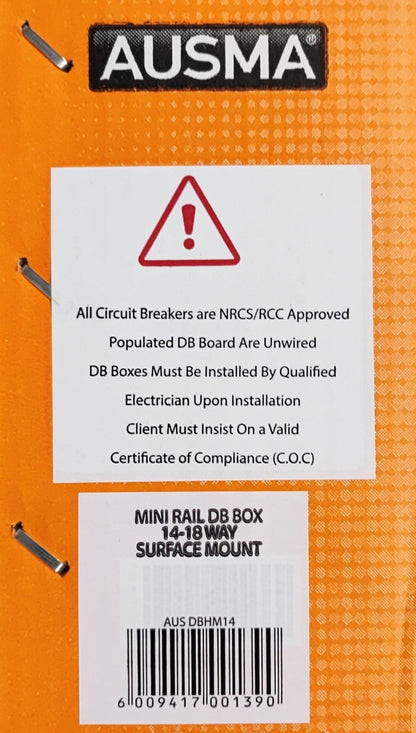 AUSMA®
All Circuit Breakers are NRCS/RCC Approved
Populated DB Board Are Unwired
DB Boxes Must Be Installed By Qualified
Electrician Upon Installation
Client Must Insist On a Valid
Certificate of Compliance (C.O.C)
MINI RAIL DB BOX
14-18 WAY
SURFACE MOUNT
AUS DBHM14
6 009417 001390